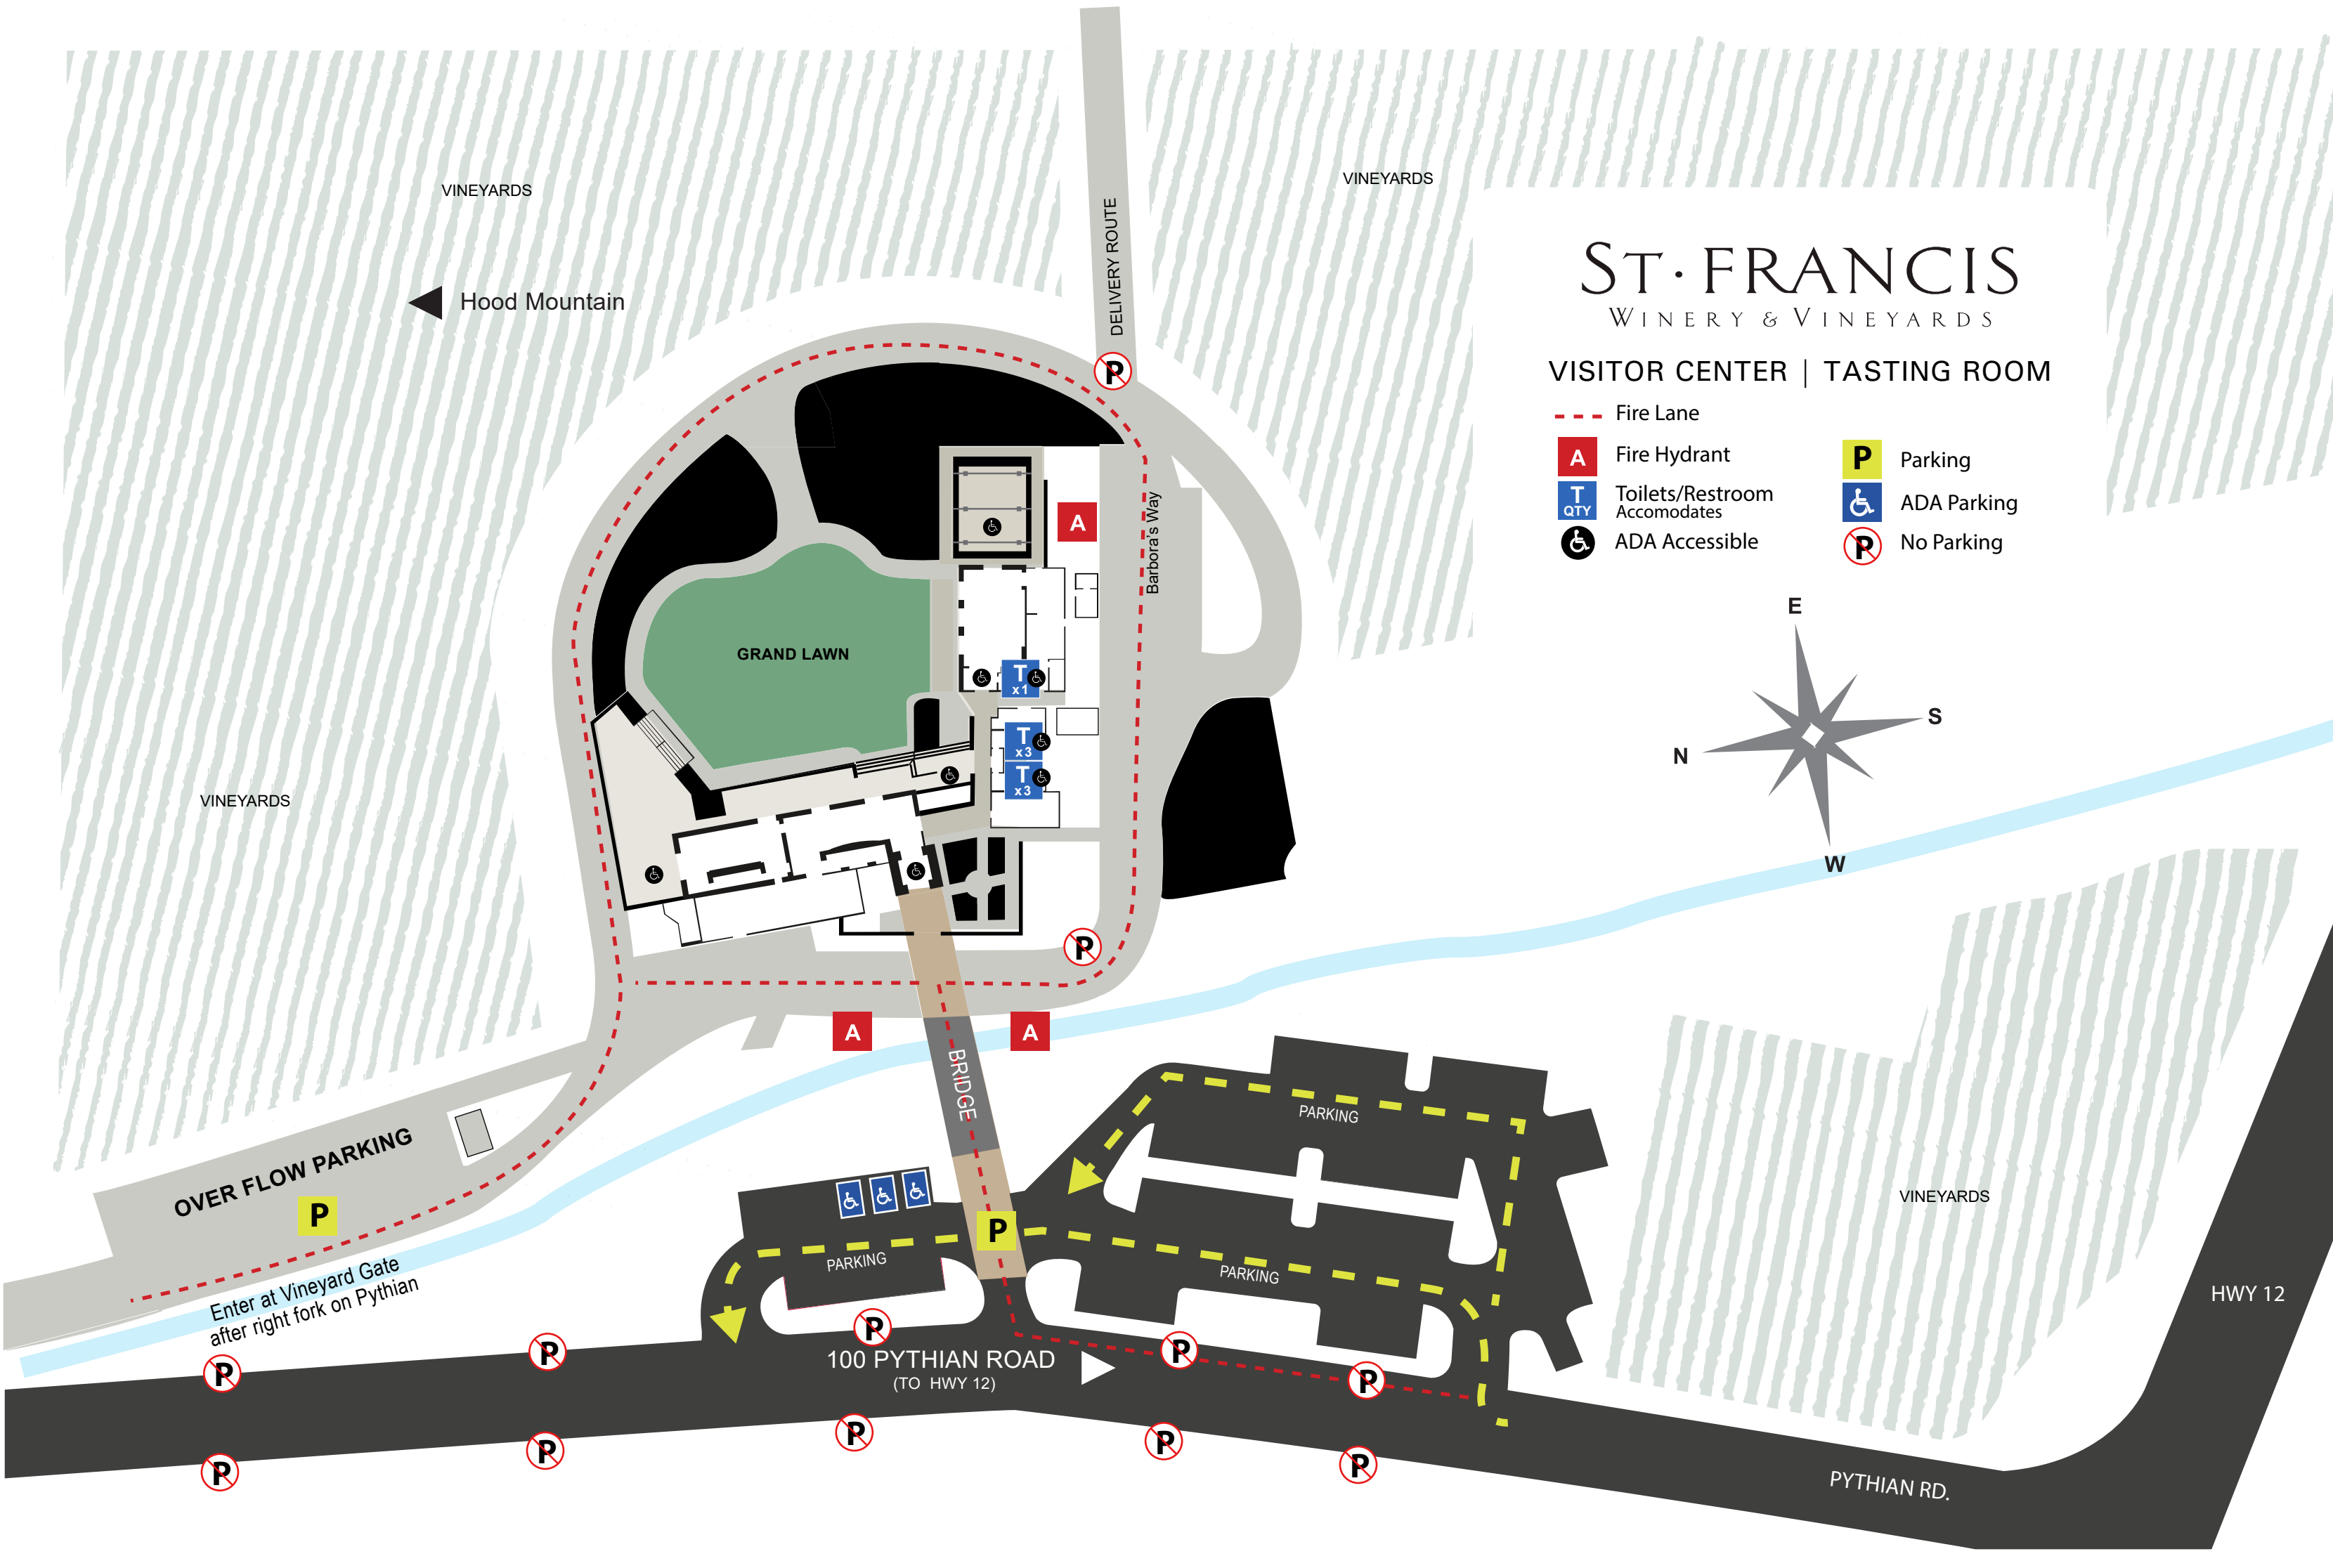 VINEYARDS
VINEYARDS
Hood Mountain
DELIVERY ROUTE
P
ST · FRANCIS
WINERY & VINEYARDS
VISITOR CENTER | TASTING ROOM
Fire Lane
A Fire Hydrant
T QTY
Toilets/Restroom
Accomodates
ADA Accessible
P Parking
ADA Parking
P No Parking
A
Barbora's Way
E
S
N
W
GRAND LAWN
T
x1
T
x3
T
x3
VINEYARDS
P
A
A
BRIDGE
PARKING
OVER FLOW PARKING
P
P
PARKING
PARKING
VINEYARDS
Enter at Vineyard Gate
after right fork on Pythian
HWY 12
P
P
P
P
P
100 PYTHIAN ROAD
(TO HWY 12)
P
P
P
P
P
PYTHIAN RD.